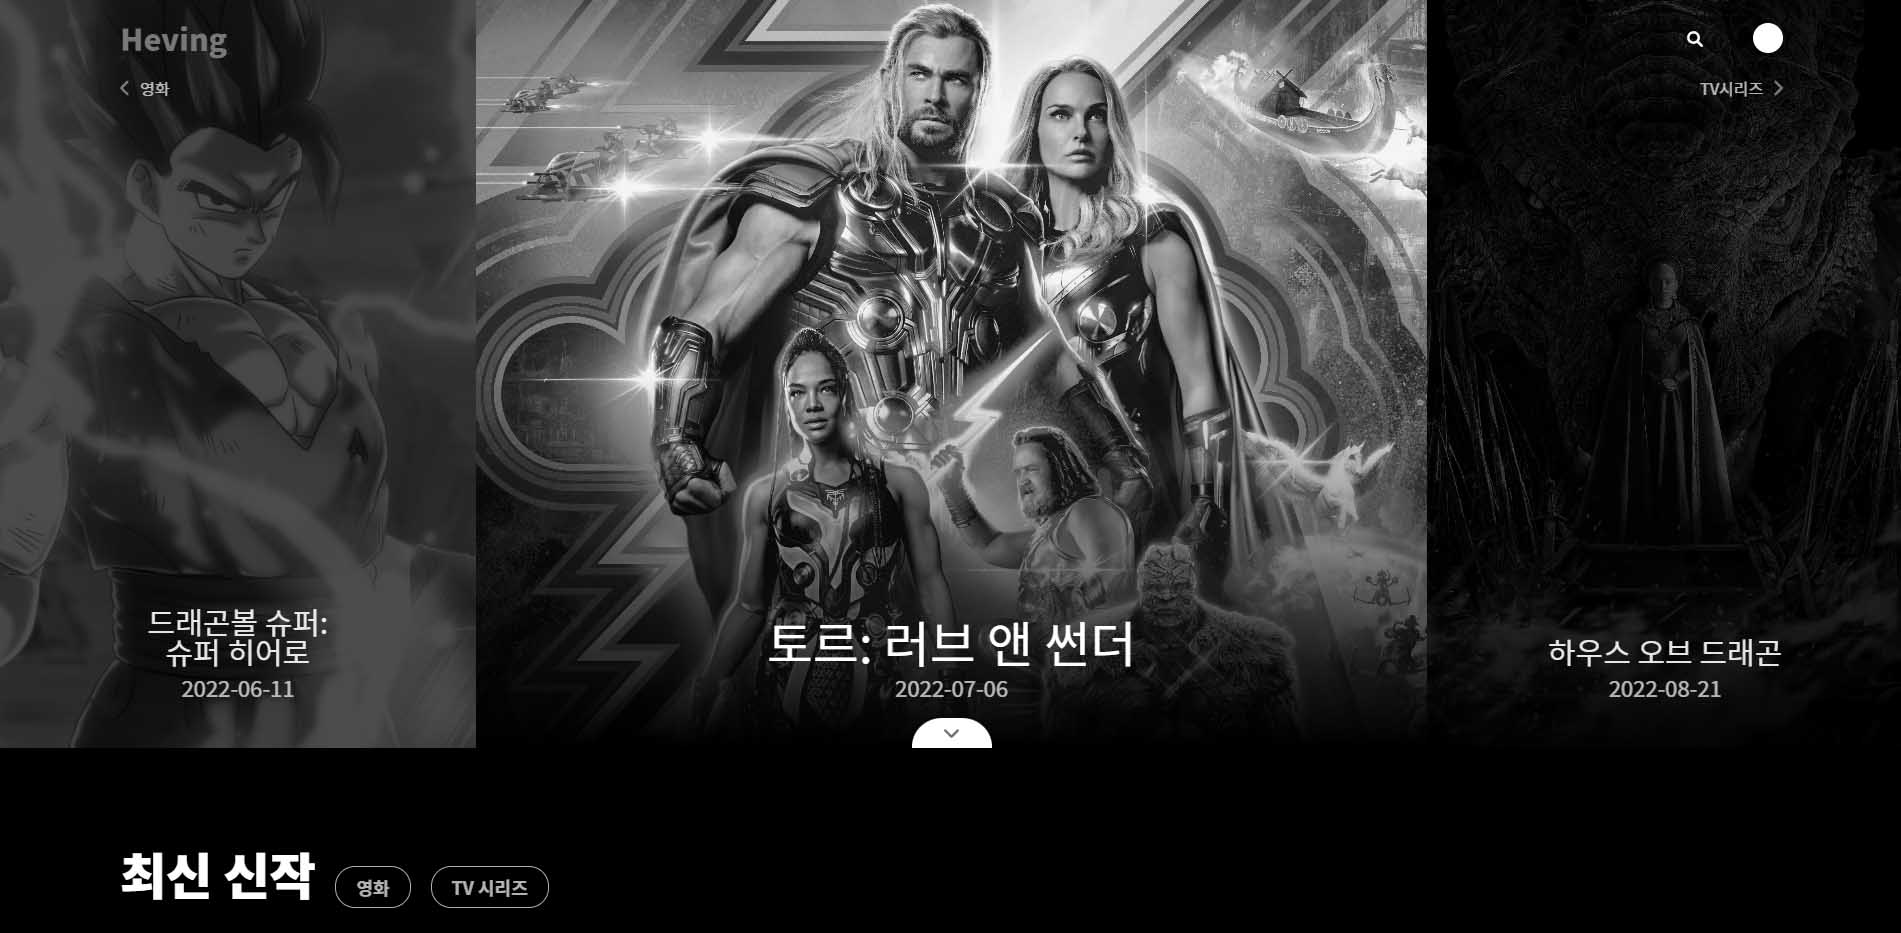 Heving
영화
TV시리즈
드래곤볼 슈퍼:
슈퍼 히어로
2022-06-11
토르: 러브 앤 썬더
2022-07-06
하우스 오브 드래곤
2022-08-21
최신 신작
영화
TV 시리즈